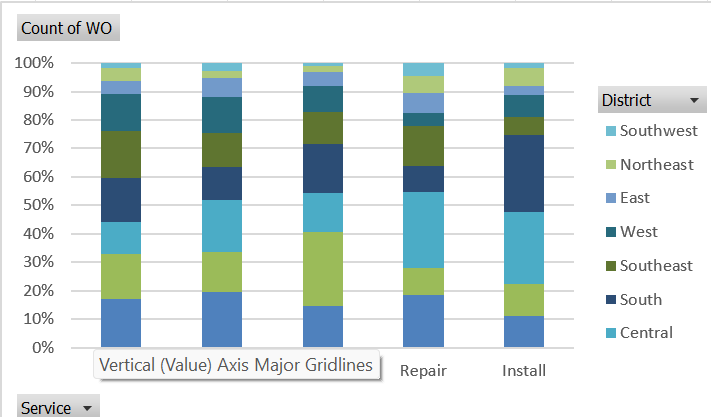 Count of WO
100%
90%
80%
70%
60%
50%
40%
30%
20%
10%
0%
District
Southwest
Northeast
East
West
Southeast
South
Central
Vertical (Value) Axis Major Gridlines
Repair
Install
Service